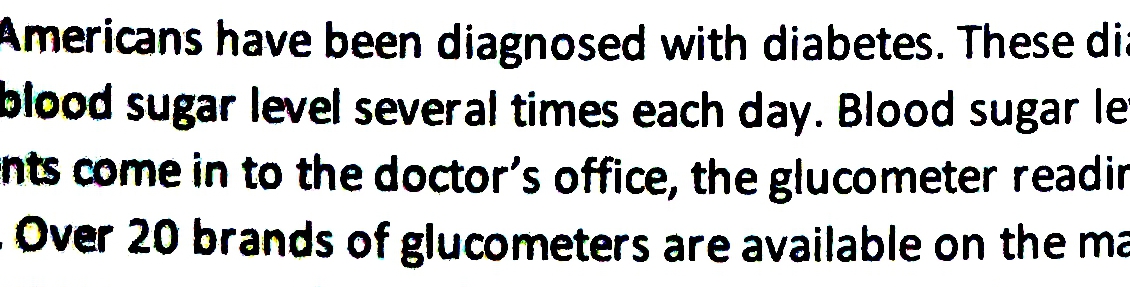 Americans have been diagnosed with diabetes. These
blood sugar level several times each day. Blood sugar
come in to the doctor's office, the glucometer
. Over 20 brands of glucometers are available on the